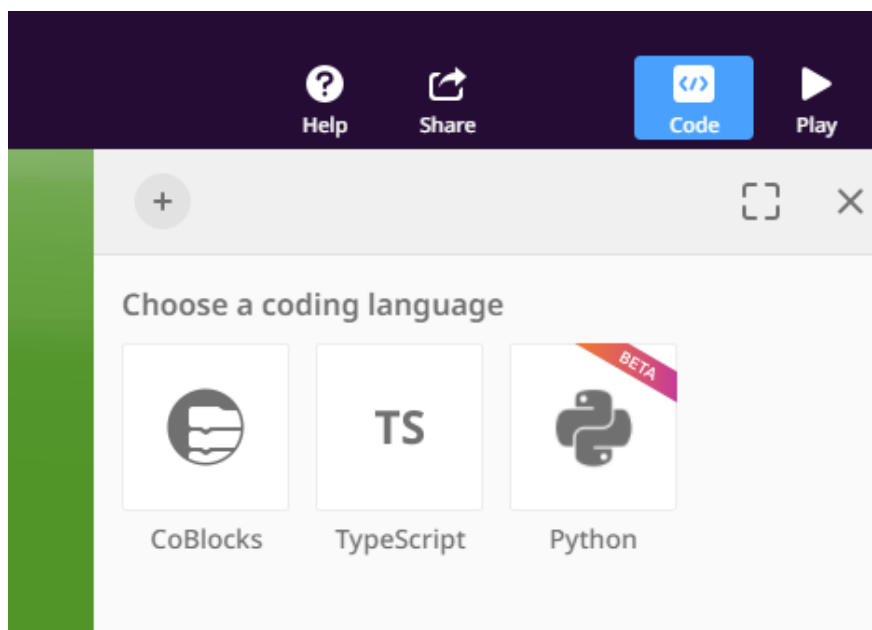 Help Share Code Play
Choose a coding language
BETA
TS
CoBlocks TypeScript Python